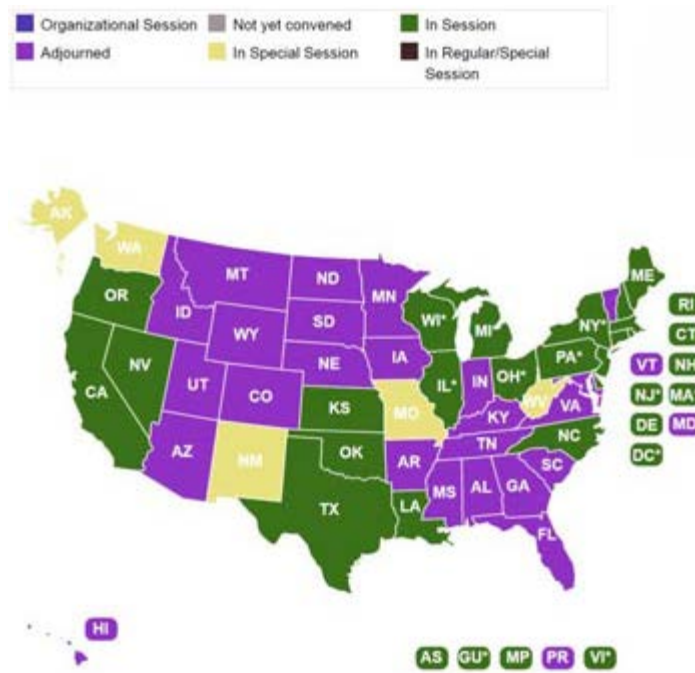 Organizational Session
Not yet convened
In Session
Adjourned
In Special Session
In Regular/Special
Session
AK
WA
MT
ND
MN
ME
OR
ID
SD
WI*
MI
NY*
RI
WY
CT
IA
PA*
NE
VT
NH
NV
IL*
IN
OH*
UT
CO
WV
VA
NJ*
MA*
CA
KS
MO
KY
DE
MD
NC
TN
AZ
NM
OK
AR
SC
DC*
MS
AL
GA
TX
LA
FL
HI
AS
GU*
MP
PR
VI*